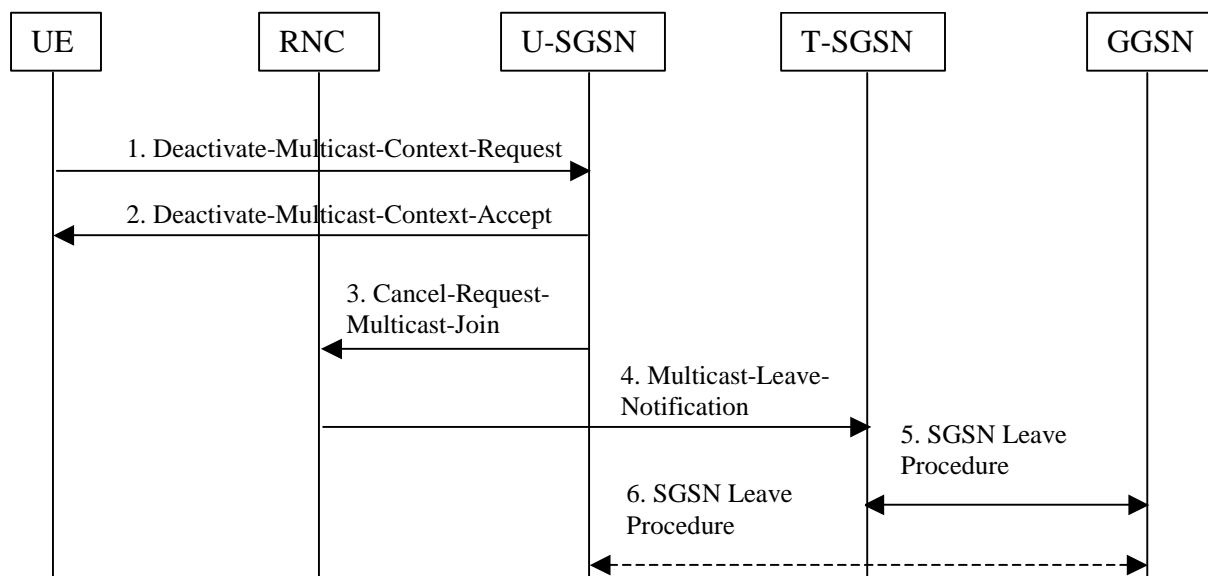 UE
RNC
U-SGSN
T-SGSN
GGSN
1. Deactivate-Multicast-Context-Request
2. Deactivate-Multicast-Context-Accept
3. Cancel-Request-
Multicast-Join
4. Multicast-Leave-
Notification
5. SGSN Leave
Procedure
6. SGSN Leave
Procedure